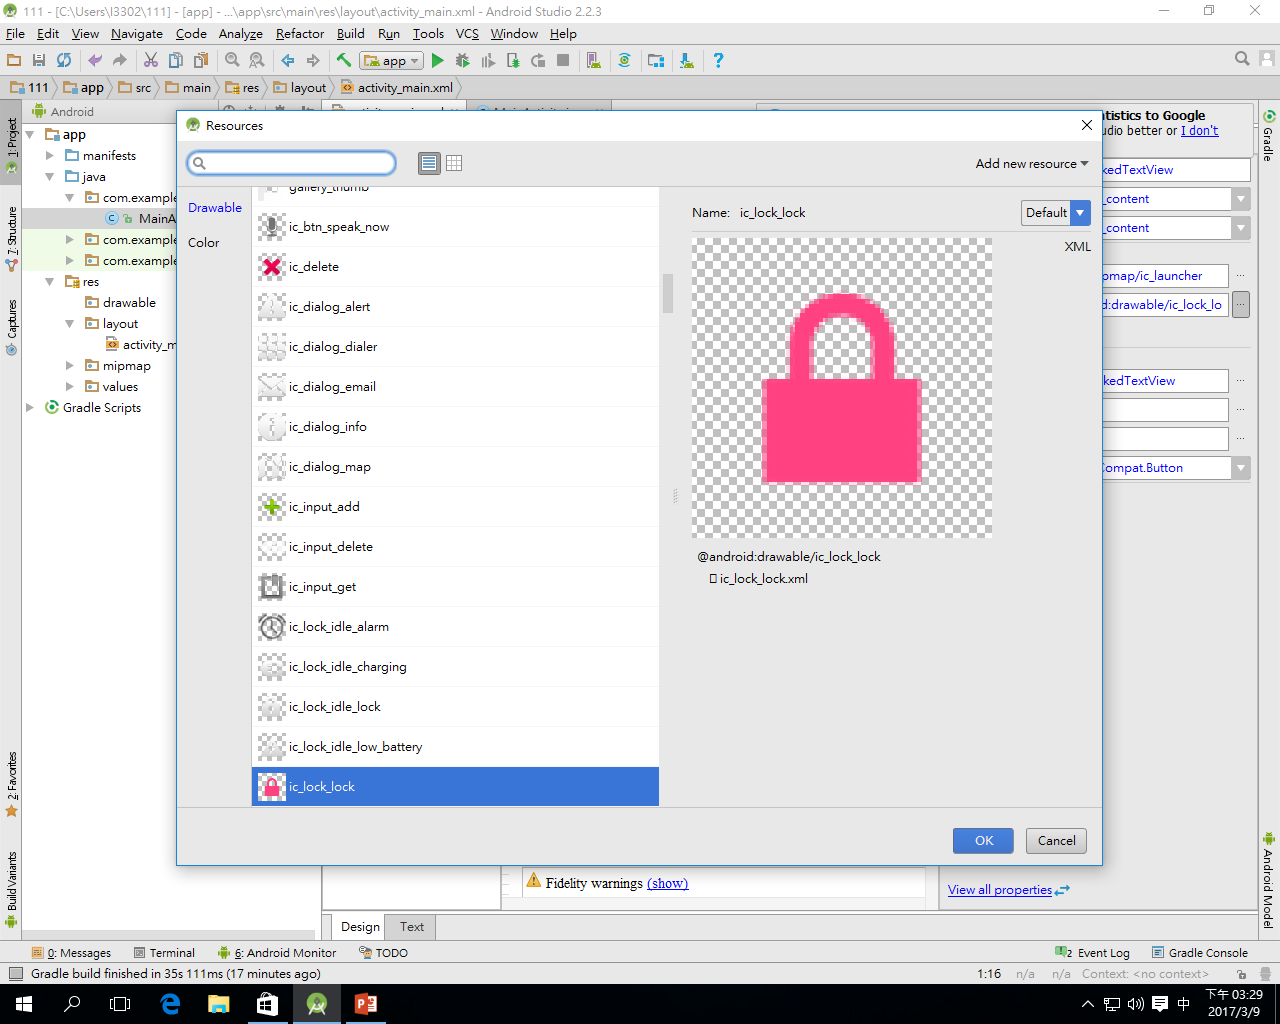 111 - [C:\Users\I3302\111] - [app] - ...\app\src\main\res\layout\activity_main.xml - Android Studio 2.2.3
File Edit View Navigate Code Analyze Refactor Build Run Tools VCS Window Help
app
111 app src main res layout activity_main.xml
Android
1: Project
7: Structure
Captures
2: Favorites
Build Variants
app
manifests
java
com.example
MainA
com.example
com.example
res
drawable
layout
activity_m
mipmap
values
Gradle Scripts
Resources
Add new resource
Drawable
Color
gallery_thumb
ic_btn_speak_now
ic_delete
ic_dialog_alert
ic_dialog_dialer
ic_dialog_email
ic_dialog_info
ic_dialog_map
ic_input_add
ic_input_delete
ic_input_get
ic_lock_idle_alarm
ic_lock_idle_charging
ic_lock_idle_lock
ic_lock_idle_low_battery
ic_lock_lock
Name: ic_lock_lock
Default
XML
@android:drawable/ic_lock_lock
ic_lock_lock.xml
OK Cancel
tistics to Google
udio better or I don't
kedTextView
_content
_content
pmap/ic_launcher
d:drawable/ic_lock_lo
kedTextView
Compat.Button
Gradle
Android Model
Fidelity warnings (show)
View all properties
Design Text
0: Messages Terminal 6: Android Monitor TODO
2 Event Log Gradle Console
Gradle build finished in 35s 111ms (17 minutes ago)
1:16 n/a n/a Context: <no context>
中
下午 03:29
2017/3/9